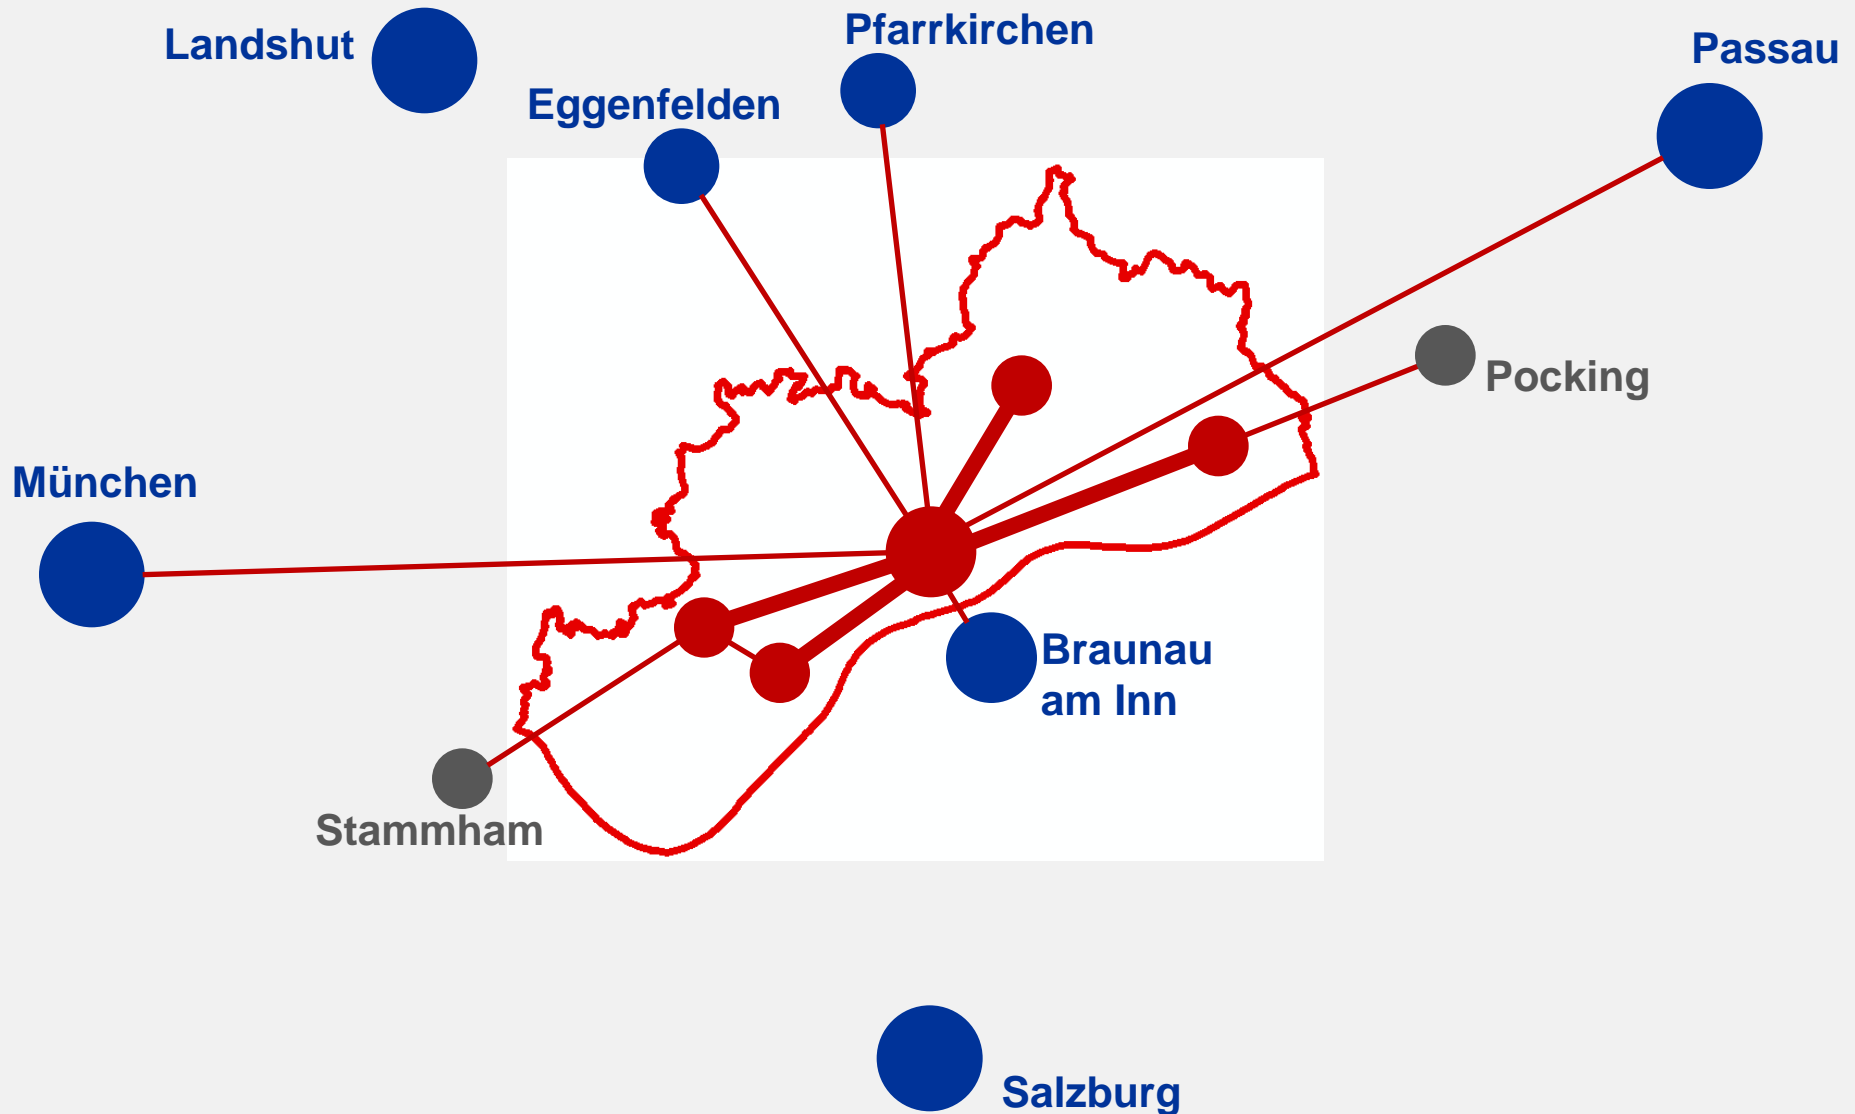 Landshut
Pfarrkirchen
Passau
Eggenfelden
Pocking
München
Braunau
am Inn
Stammham
Salzburg